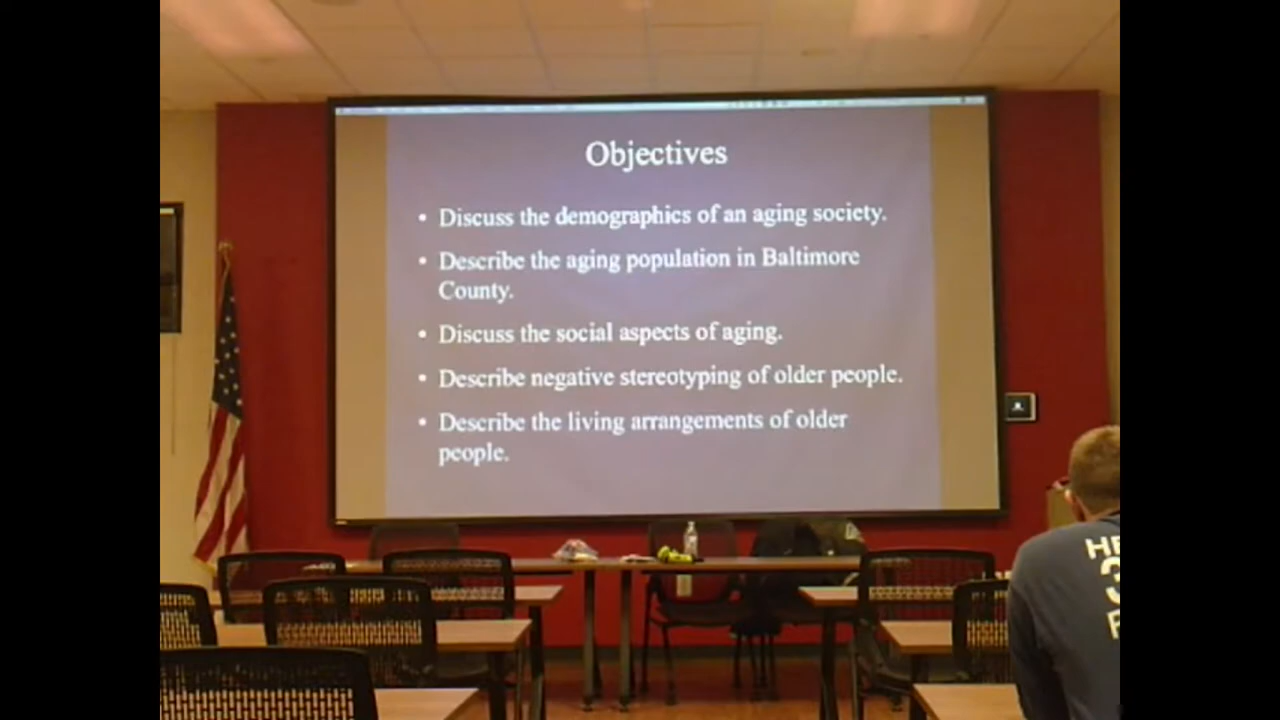 Objectives
• Discuss the demographics of an aging society.
• Describe the aging population in Baltimore
County.
• Discuss the social aspects of aging.
• Describe negative stereotyping of older people.
• Describe the living arrangements of older
people.